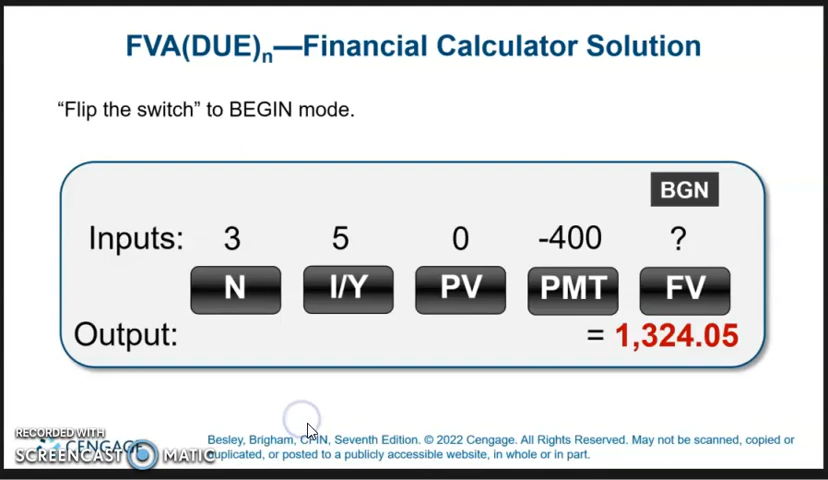 FVA(DUE)n—Financial Calculator Solution
“Flip the switch” to BEGIN mode.
BGN
Inputs: 3 5 0 -400 ?
N I/Y PV PMT FV
Output: = 1,324.05
RECORDED WITH
CENGAGE
SCREENCAST MATIC
Besley, Brigham, CFIN, Seventh Edition. © 2022 Cengage. All Rights Reserved. May not be scanned, copied or
duplicated, or posted to a publicly accessible website, in whole or in part.